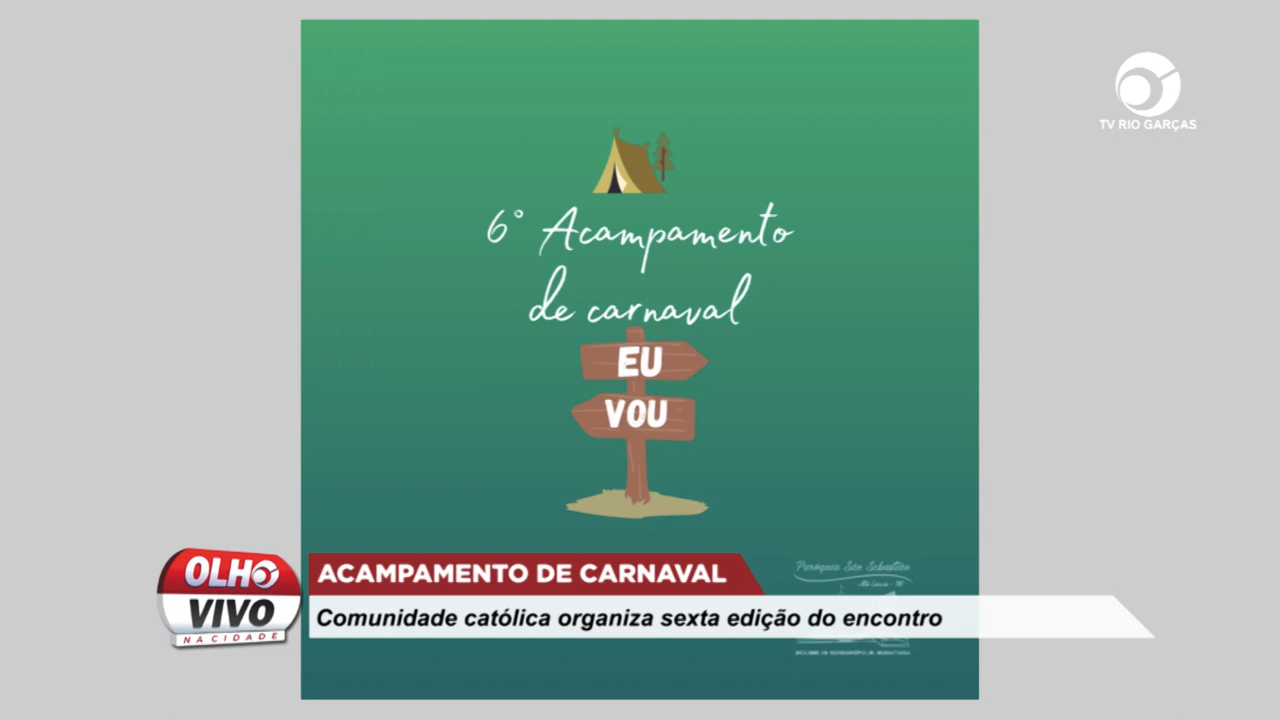 TV RIO GARÇAS
6° Acampamento
de carnaval
EU
VOU
Paróquia São Sebastião
OLHO
VIVO
NA CIDADE
ACAMPAMENTO DE CARNAVAL
Comunidade católica organiza sexta edição do encontro